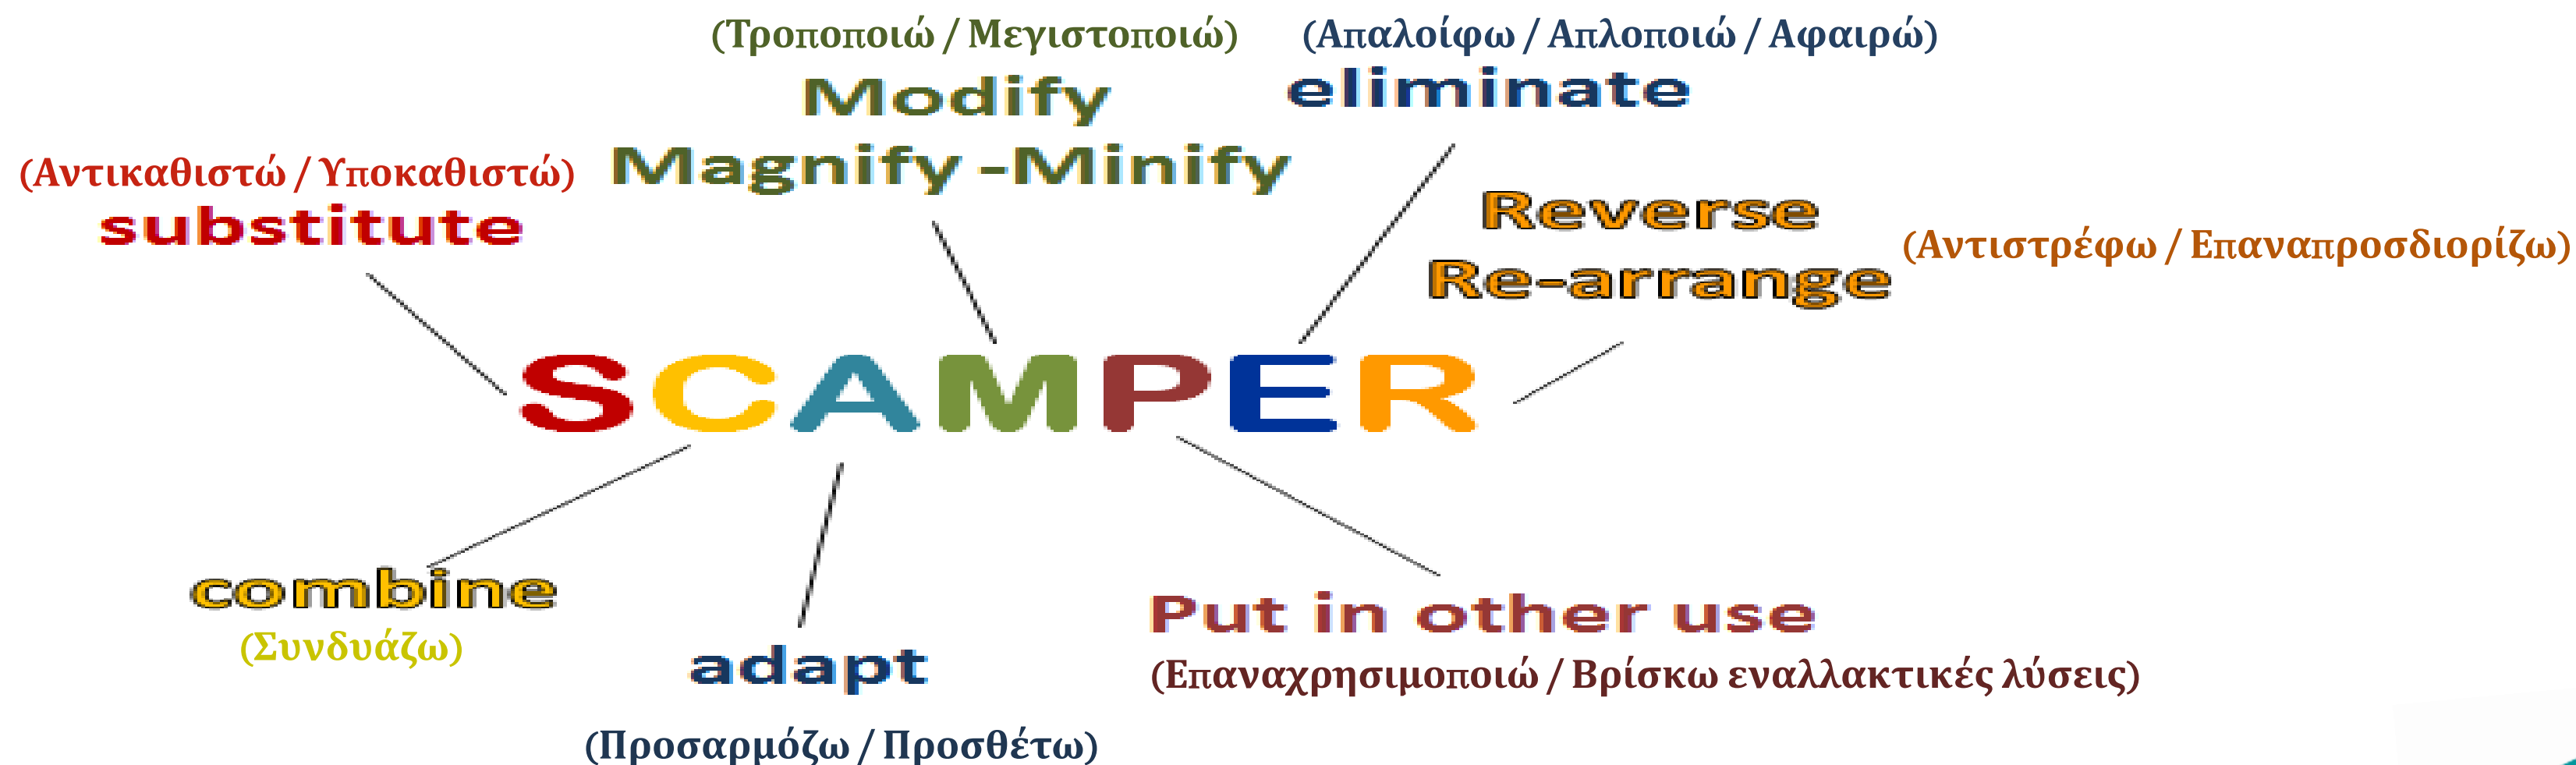 (Τροποποιώ / Μεγιστοποιώ)
Modify
Magnify -Minify
(Απαλοίφω / Απλοποιώ / Αφαιρώ)
eliminate
(Αντικαθιστώ / Υποκαθιστώ)
substitute
Reverse
Re-arrange
(Αντιστρέφω / Επαναπροσδιορίζω)
SCAMPER
combine
(Συνδυάζω)
adapt
(Προσαρμόζω / Προσθέτω)
Put in other use
(Επαναχρησιμοποιώ / Βρίσκω εναλλακτικές λύσεις)